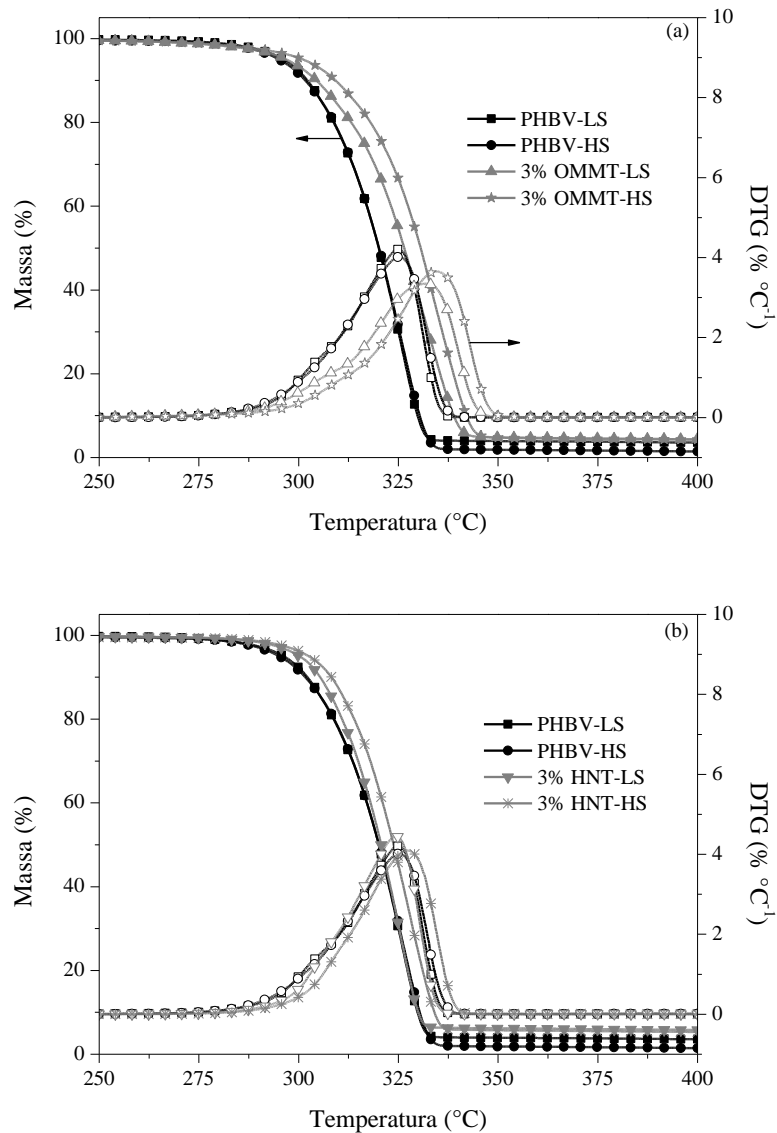 (a)
100
80
60
40
20
0
Massa (%)
10
8
6
4
2
0
DTG (% °C⁻¹)
PHBV-LS
PHBV-HS
3% OMMT-LS
3% OMMT-HS
250 275 300 325 350 375 400
Temperatura (°C)
(b)
100
80
60
40
20
0
Massa (%)
10
8
6
4
2
0
DTG (% °C⁻¹)
PHBV-LS
PHBV-HS
3% HNT-LS
3% HNT-HS
250 275 300 325 350 375 400
Temperatura (°C)